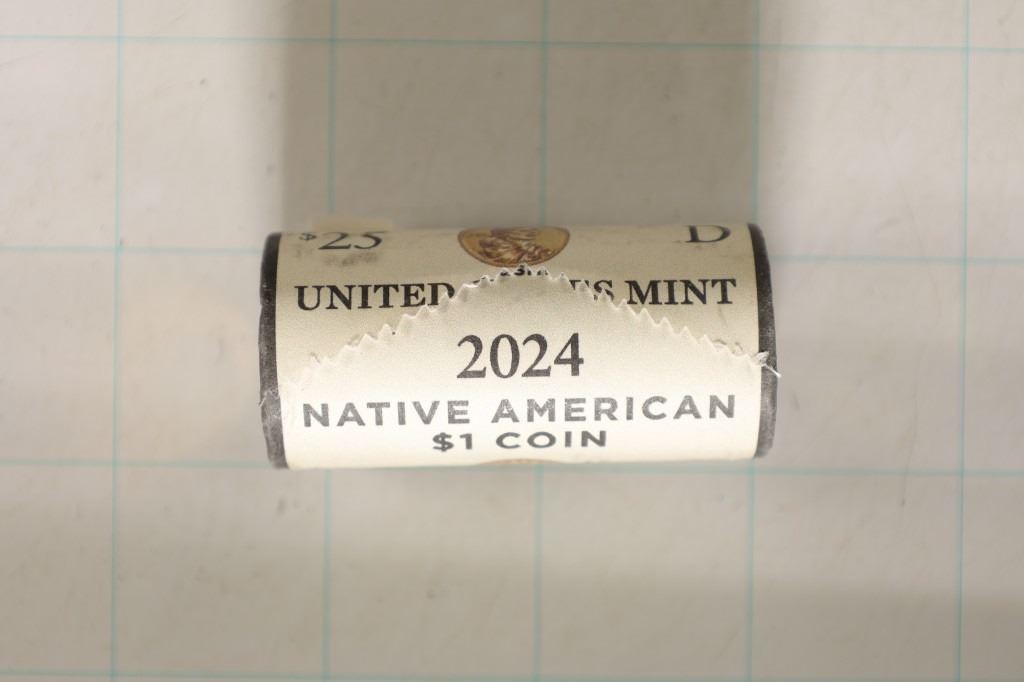 $25 D
UNITED MINT
2024
NATIVE AMERICAN
$1 COIN